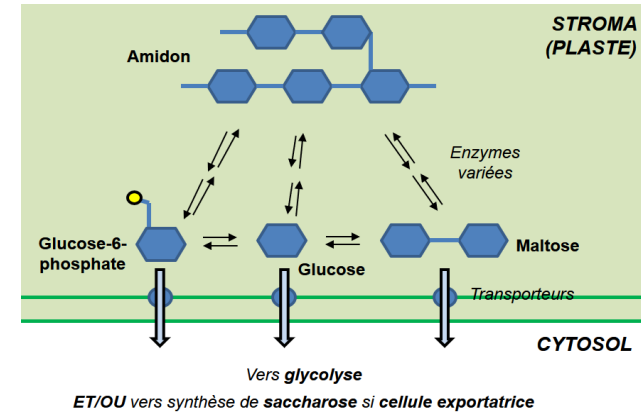 STROMA
(PLASTE)
Amidon
Enzymes
variées
Glucose-6-
phosphate
Glucose
Maltose
Transporteurs
CYTOSOL
Vers glycolyse
ET/OU vers synthèse de saccharose si cellule exportatrice